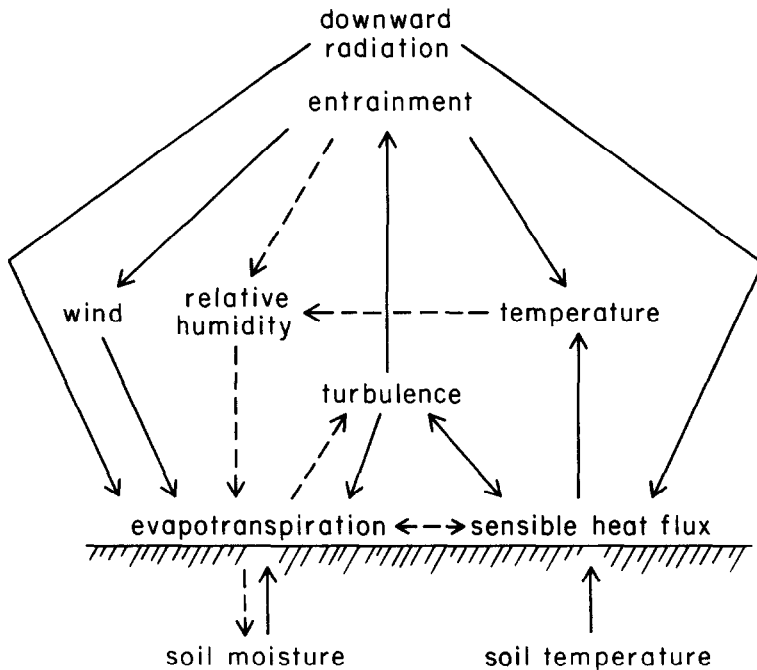 downward
radiation
entrainment
wind
relative
humidity
temperature
turbulence
evapotranspiration
sensible heat flux
soil moisture
soil temperature